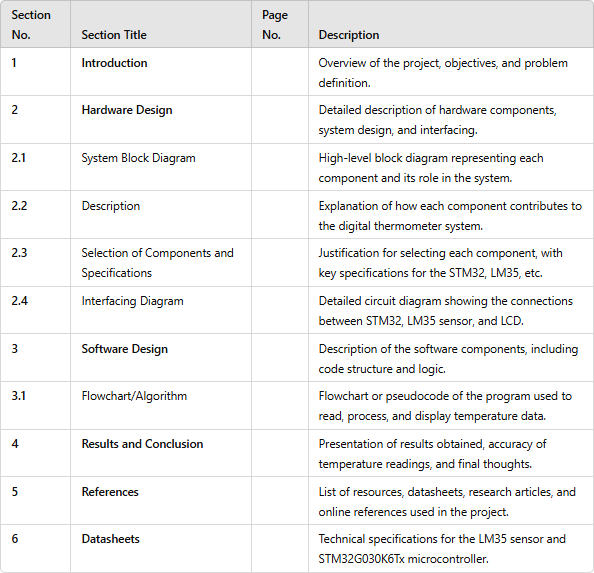 Section No. Section Title Page No. Description
1 Introduction Overview of the project, objectives, and problem
definition.
2 Hardware Design Detailed description of hardware components,
system design, and interfacing.
2.1 System Block Diagram High-level block diagram representing each
component and its role in the system.
2.2 Description Explanation of how each component contributes to
the digital thermometer system.
2.3 Selection of Components and Specifications Justification for selecting each component, with
key specifications for the STM32, LM35, etc.
2.4 Interfacing Diagram Detailed circuit diagram showing the connections
between STM32, LM35 sensor, and LCD.
3 Software Design Description of the software components, including
code structure and logic.
3.1 Flowchart/Algorithm Flowchart or pseudocode of the program used to
read, process, and display temperature data.
4 Results and Conclusion Presentation of results obtained, accuracy of
temperature readings, and final thoughts.
5 References List of resources, datasheets, research articles, and
online references used in the project.
6 Datasheets Technical specifications for the LM35 sensor and
STM32G030K6Tx microcontroller.